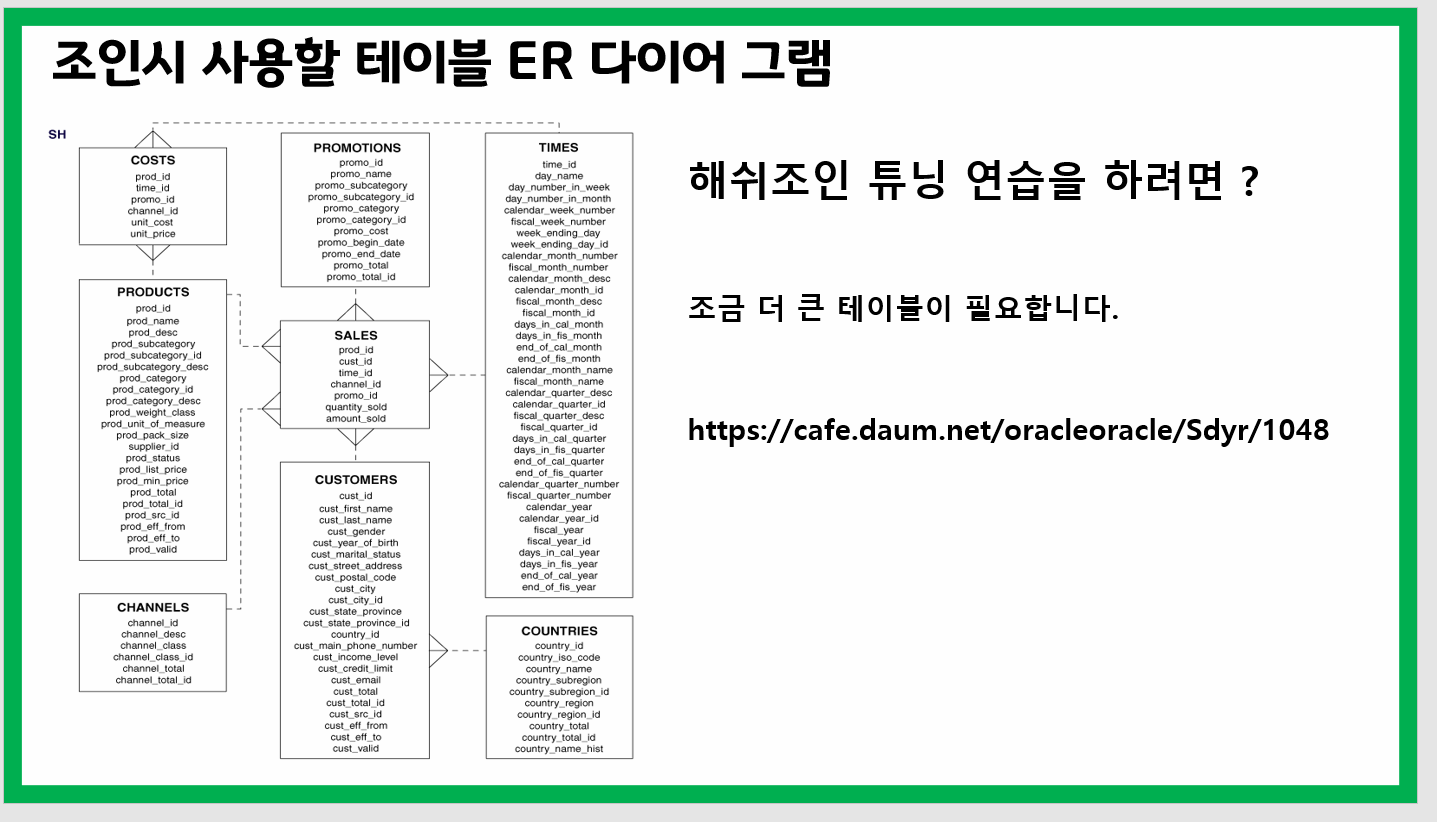 조인시 사용할 테이블 ER 다이어 그램
SH
COSTS
prod_id
time_id
promo_id
channel_id
unit_cost
unit_price
PRODUCTS
prod_id
prod_name
prod_desc
prod_subcategory
prod_subcategory_id
prod_subcategory_desc
prod_category
prod_category_id
prod_category_desc
prod_weight_class
prod_unit_of_measure
prod_pack_size
supplier_id
prod_status
prod_list_price
prod_min_price
prod_total
prod_total_id
prod_src_id
prod_eff_from
prod_eff_to
prod_valid
CHANNELS
channel_id
channel_desc
channel_class
channel_class_id
channel_total
channel_total_id
PROMOTIONS
promo_id
promo_name
promo_subcategory
promo_subcategory_id
promo_category
promo_category_id
promo_cost
promo_begin_date
promo_end_date
promo_total
promo_total_id
SALES
prod_id
cust_id
time_id
channel_id
promo_id
quantity_sold
amount_sold
CUSTOMERS
cust_id
cust_first_name
cust_last_name
cust_gender
cust_year_of_birth
cust_marital_status
cust_street_address
cust_postal_code
cust_city
cust_city_id
cust_state_province
cust_state_province_id
country_id
cust_main_phone_number
cust_income_level
cust_credit_limit
cust_email
cust_total
cust_total_id
cust_src_id
cust_eff_from
cust_eff_to
cust_valid
TIMES
time_id
day_name
day_number_in_week
day_number_in_month
calendar_week_number
fiscal_week_number
week_ending_day
week_ending_day_id
calendar_month_number
fiscal_month_number
calendar_month_desc
calendar_month_id
fiscal_month_desc
fiscal_month_id
days_in_cal_month
days_in_fis_month
end_of_cal_month
end_of_fis_month
calendar_month_name
fiscal_month_name
calendar_quarter_desc
calendar_quarter_id
fiscal_quarter_desc
fiscal_quarter_id
days_in_cal_quarter
days_in_fis_quarter
end_of_cal_quarter
end_of_fis_quarter
calendar_quarter_number
fiscal_quarter_number
calendar_year
calendar_year_id
fiscal_year
fiscal_year_id
days_in_cal_year
days_in_fis_year
end_of_cal_year
end_of_fis_year
COUNTRIES
country_id
country_iso_code
country_name
country_subregion
country_subregion_id
country_region
country_region_id
country_total
country_total_id
country_name_hist
해쉬조인 튜닝 연습을 하려면 ?
조금 더 큰 테이블이 필요합니다.
https://cafe.daum.net/oracleoracle/Sdyr/1048